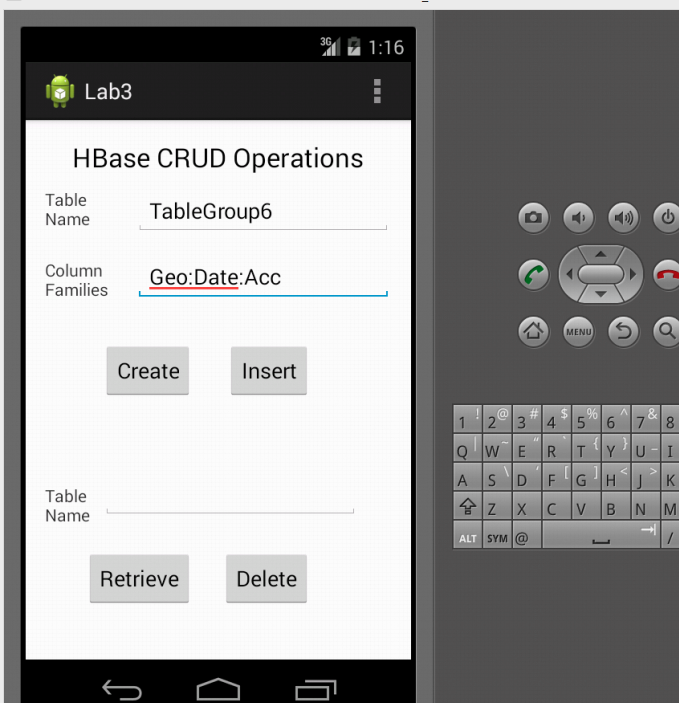 3G 1:16
Lab3
HBase CRUD Operations
Table
Name
TableGroup6
Column
Families
Geo:Date:Acc
Create Insert
Table
Name
Retrieve Delete
MENU
1 ! 2 @ 3 # 4 $ 5 % 6 ^ 7 & 8
Q | W ~ E " R ` T { Y } U _ I
A S \ D ' F [ G ] H < J > K
Z X C V B N M
ALT SYM @ /